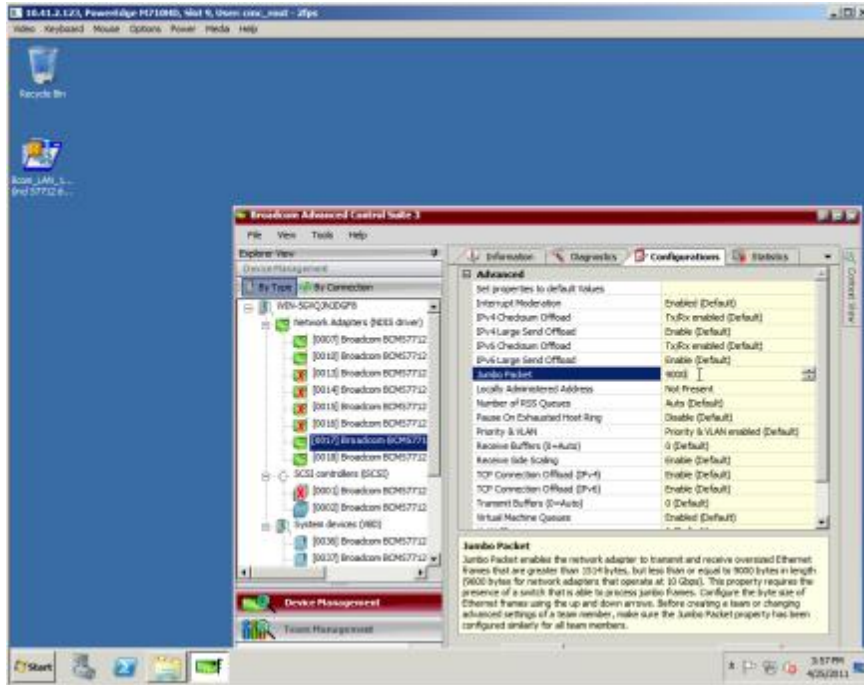 10.41.2.123, PowerEdge M710HD, Slot 9, User: cmc_root - 2fps
Video Keyboard Mouse Options Power Media Help
Recycle Bin
Broadcom Advanced Control Suite 3
File View Tools Help
Explorer View
Device Management
By Type By Connection
Network Adapters (NDIS driver)
[0007] Broadcom BCM57712
[0010] Broadcom BCM57712
[0013] Broadcom BCM57712
[0014] Broadcom BCM57712
[0015] Broadcom BCM57712
[0016] Broadcom BCM57712
[0017] Broadcom BCM5771
[0018] Broadcom BCM57712
SCSI controllers (iSCSI)
[0001] Broadcom BCM57712
[0002] Broadcom BCM57712
System devices (VBD)
[0036] Broadcom BCM57712
[0037] Broadcom BCM57712
Device Management
Team Management
Information Diagnostics Configurations Statistics
Context View
Advanced
Set properties to default values
Interrupt Moderation Enabled (Default)
IPv4 Checksum Offload Tx/Rx enabled (Default)
IPv4 Large Send Offload Enable (Default)
IPv6 Checksum Offload Tx/Rx enabled (Default)
IPv6 Large Send Offload Enable (Default)
Jumbo Packet 9000
Locally Administered Address Not Present
Number of RSS Queues Auto (Default)
Pause On Exhausted Host Ring Disable (Default)
Priority & VLAN Priority & VLAN enabled (Default)
Receive Buffers (0=Auto) 0 (Default)
Receive Side Scaling Enable (Default)
TCP Connection Offload (IPv4) Enable (Default)
TCP Connection Offload (IPv6) Enable (Default)
Transmit Buffers (0=Auto) 0 (Default)
Virtual Machine Queues Enabled (Default)
Jumbo Packet
Jumbo Packet enables the network adapter to transmit and receive oversized Ethernet
frames that are greater than 1514 bytes, but less than or equal to 9000 bytes in length
(9600 bytes for network adapters that operate at 10 Gbps). This property requires the
presence of a switch that is able to process jumbo frames. Configure the byte size of
Ethernet frames using the up and down arrows. Before creating a team or changing
advanced settings of a team member, make sure the Jumbo Packet property has been
configured similarly for all team members.
Start
3:57 PM
4/25/2011